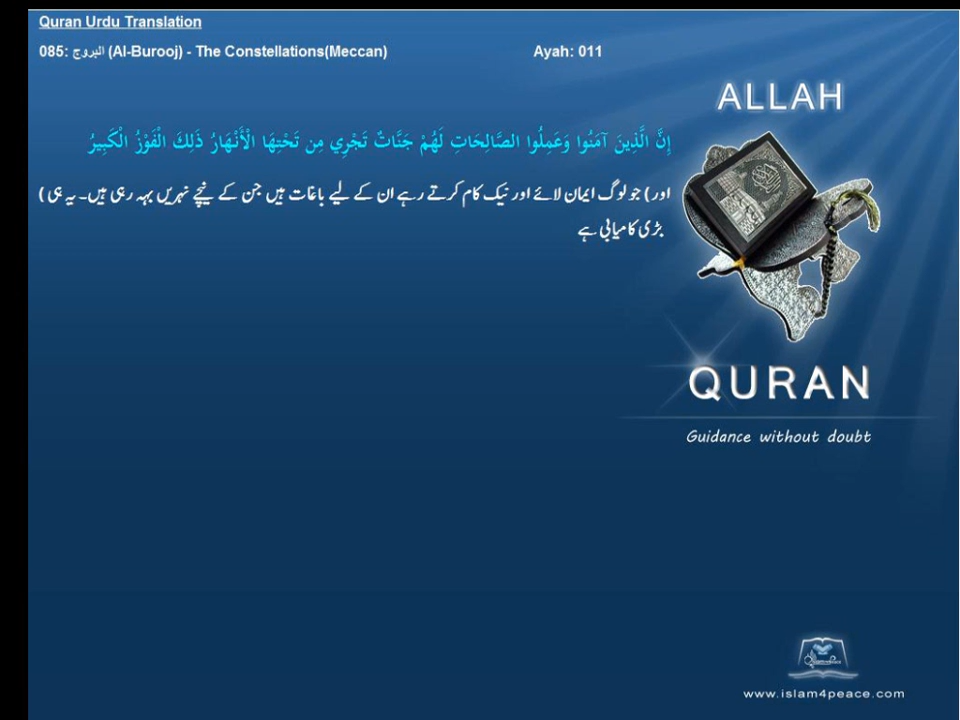 Quran Urdu Translation
085: البروج (Al-Burooj) - The Constellations(Meccan) Ayah: 011
ALLAH
إِنَّ الَّذِينَ آمَنُوا وَعَمِلُوا الصَّالِحَاتِ لَهُمْ جَنَّاتٌ تَجْرِي مِن تَحْتِهَا الْأَنْهَارُ ذَلِكَ الْفَوْزُ الْكَبِيرُ
اور) جو لوگ ایمان لائے اور نیک کام کرتے رہے ان کے لیے باغات ہیں جن کے نیچے نہریں بہہ رہی ہیں۔ یہ ہی (
بڑی کامیابی ہے
QURAN
Guidance without doubt
www.islam4peace.com